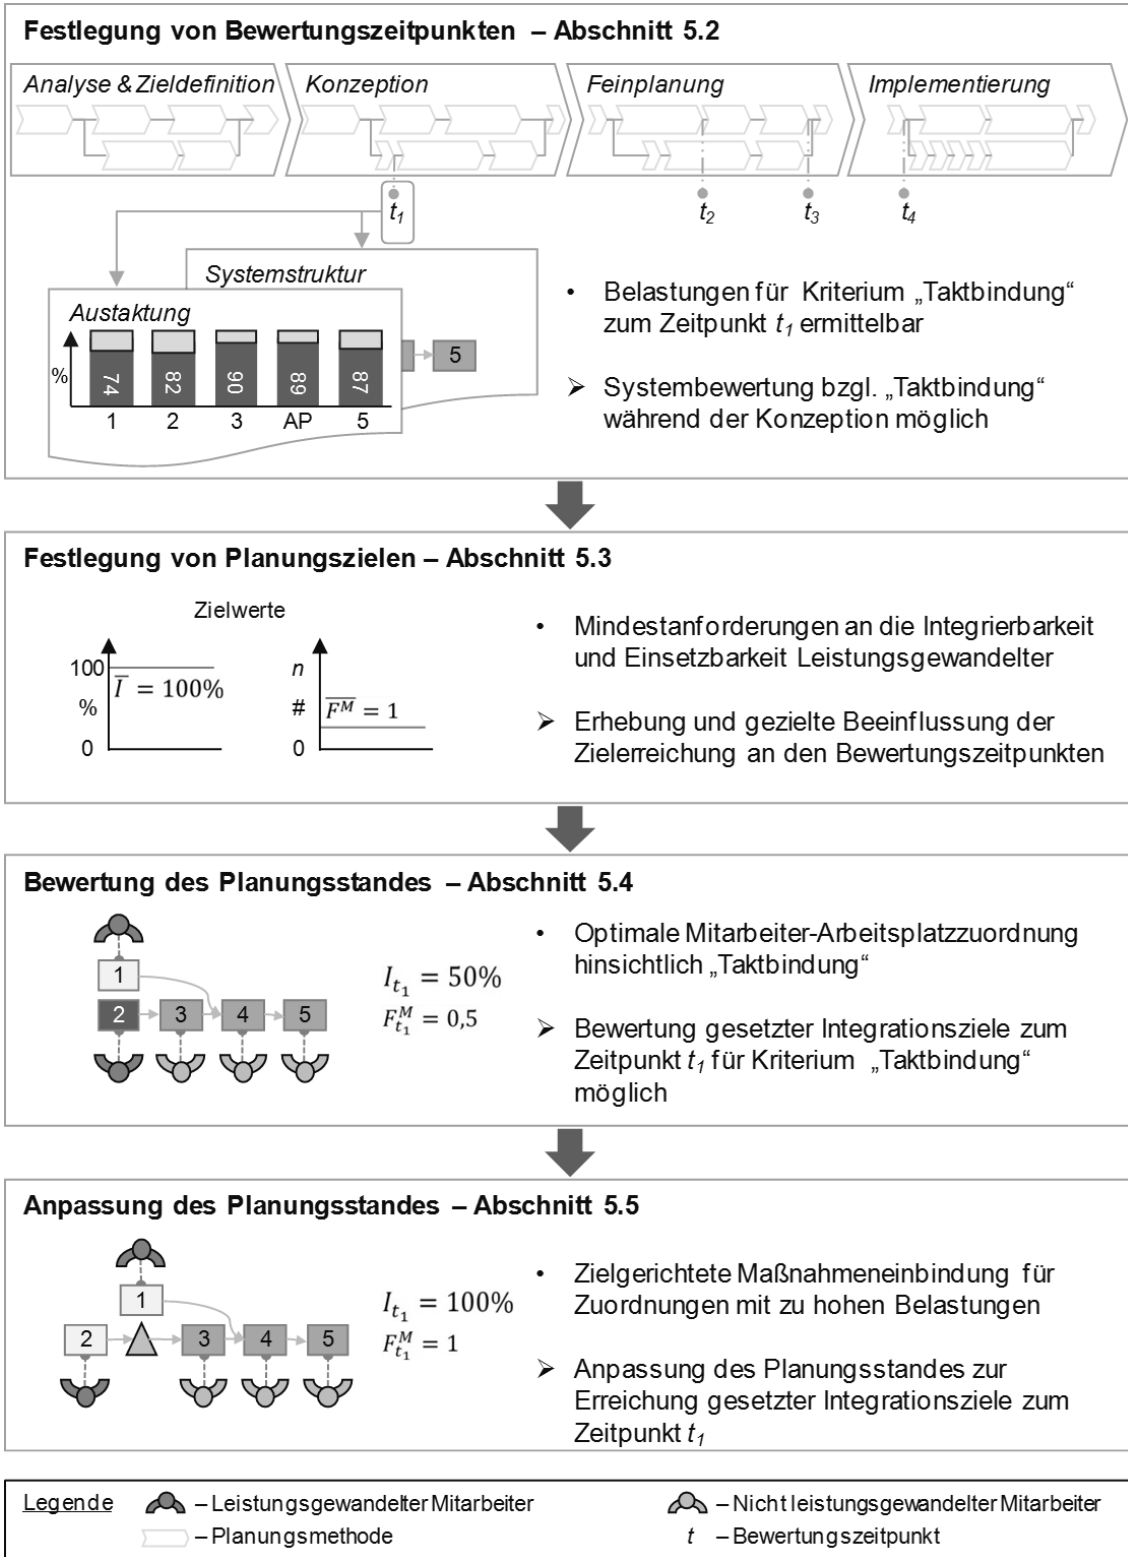 Festlegung von Bewertungszeitpunkten – Abschnitt 5.2
Analyse & Zieldefinition
Konzeption
Feinplanung
Implementierung
t1
t2
t3
t4
Systemstruktur
Austaktung
%
74
82
90
89
87
5
1
2
3
AP
5
• Belastungen für Kriterium „Taktbindung“
zum Zeitpunkt t1 ermittelbar
➢ Systembewertung bzgl. „Taktbindung“
während der Konzeption möglich
Festlegung von Planungszielen – Abschnitt 5.3
Zielwerte
100
%
0
I̅ = 100%
n
#
0
F̅ᴹ̅ = 1
• Mindestanforderungen an die Integrierbarkeit
und Einsetzbarkeit Leistungsgewandelter
➢ Erhebung und gezielte Beeinflussung der
Zielerreichung an den Bewertungszeitpunkten
Bewertung des Planungsstandes – Abschnitt 5.4
1
2
3
4
5
I t1 = 50%
F M t1 = 0,5
• Optimale Mitarbeiter-Arbeitsplatzzuordnung
hinsichtlich „Taktbindung“
➢ Bewertung gesetzter Integrationsziele zum
Zeitpunkt t1 für Kriterium „Taktbindung“
möglich
Anpassung des Planungsstandes – Abschnitt 5.5
1
2
3
4
5
I t1 = 100%
F M t1 = 1
• Zielgerichtete Maßnahmeneinbindung für
Zuordnungen mit zu hohen Belastungen
➢ Anpassung des Planungsstandes zur
Erreichung gesetzter Integrationsziele zum
Zeitpunkt t1
Legende
– Leistungsgewandelter Mitarbeiter
– Nicht leistungsgewandelter Mitarbeiter
– Planungsmethode
t – Bewertungszeitpunkt